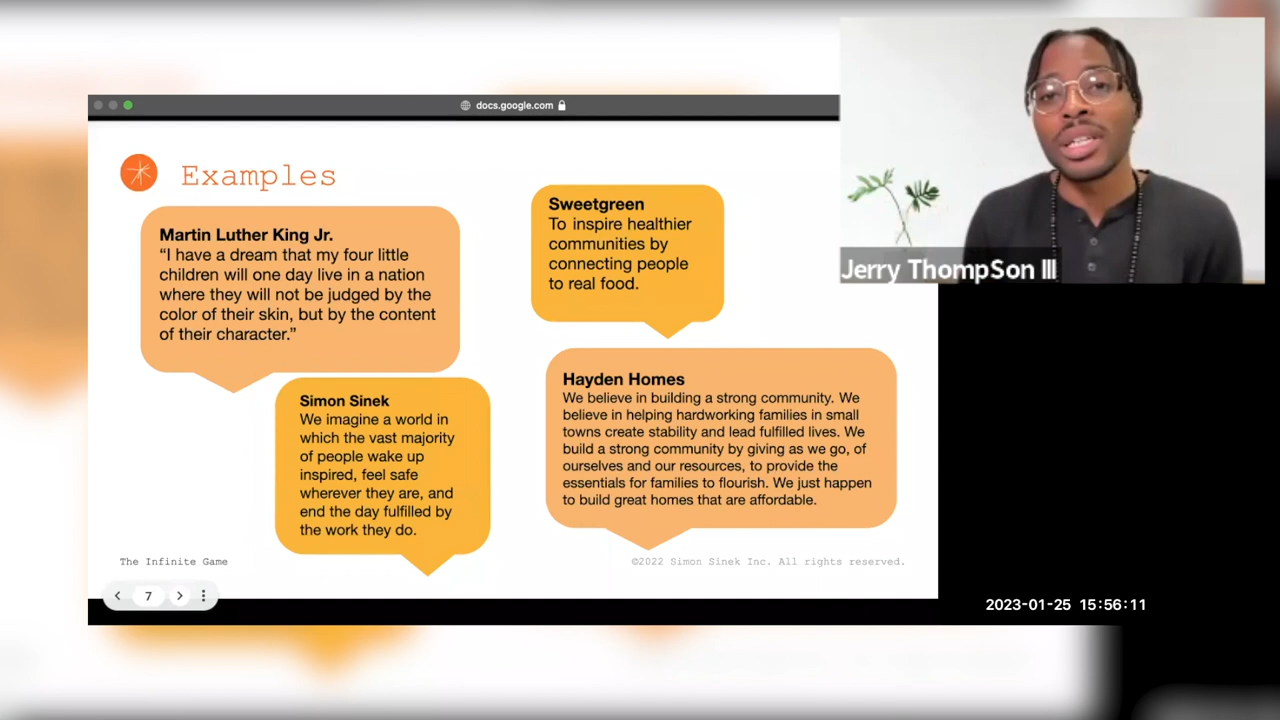 docs.google.com
Examples
Martin Luther King Jr.
“I have a dream that my four little
children will one day live in a nation
where they will not be judged by the
color of their skin, but by the content
of their character.”
Sweetgreen
To inspire healthier
communities by
connecting people
to real food.
Jerry ThompSon III
Simon Sinek
We imagine a world in
which the vast majority
of people wake up
inspired, feel safe
wherever they are, and
end the day fulfilled by
the work they do.
Hayden Homes
We believe in building a strong community. We
believe in helping hardworking families in small
towns create stability and lead fulfilled lives. We
build a strong community by giving as we go, of
ourselves and our resources, to provide the
essentials for families to flourish. We just happen
to build great homes that are affordable.
The Infinite Game
©2022 Simon Sinek Inc. All rights reserved.
7
2023-01-25 15:56:11